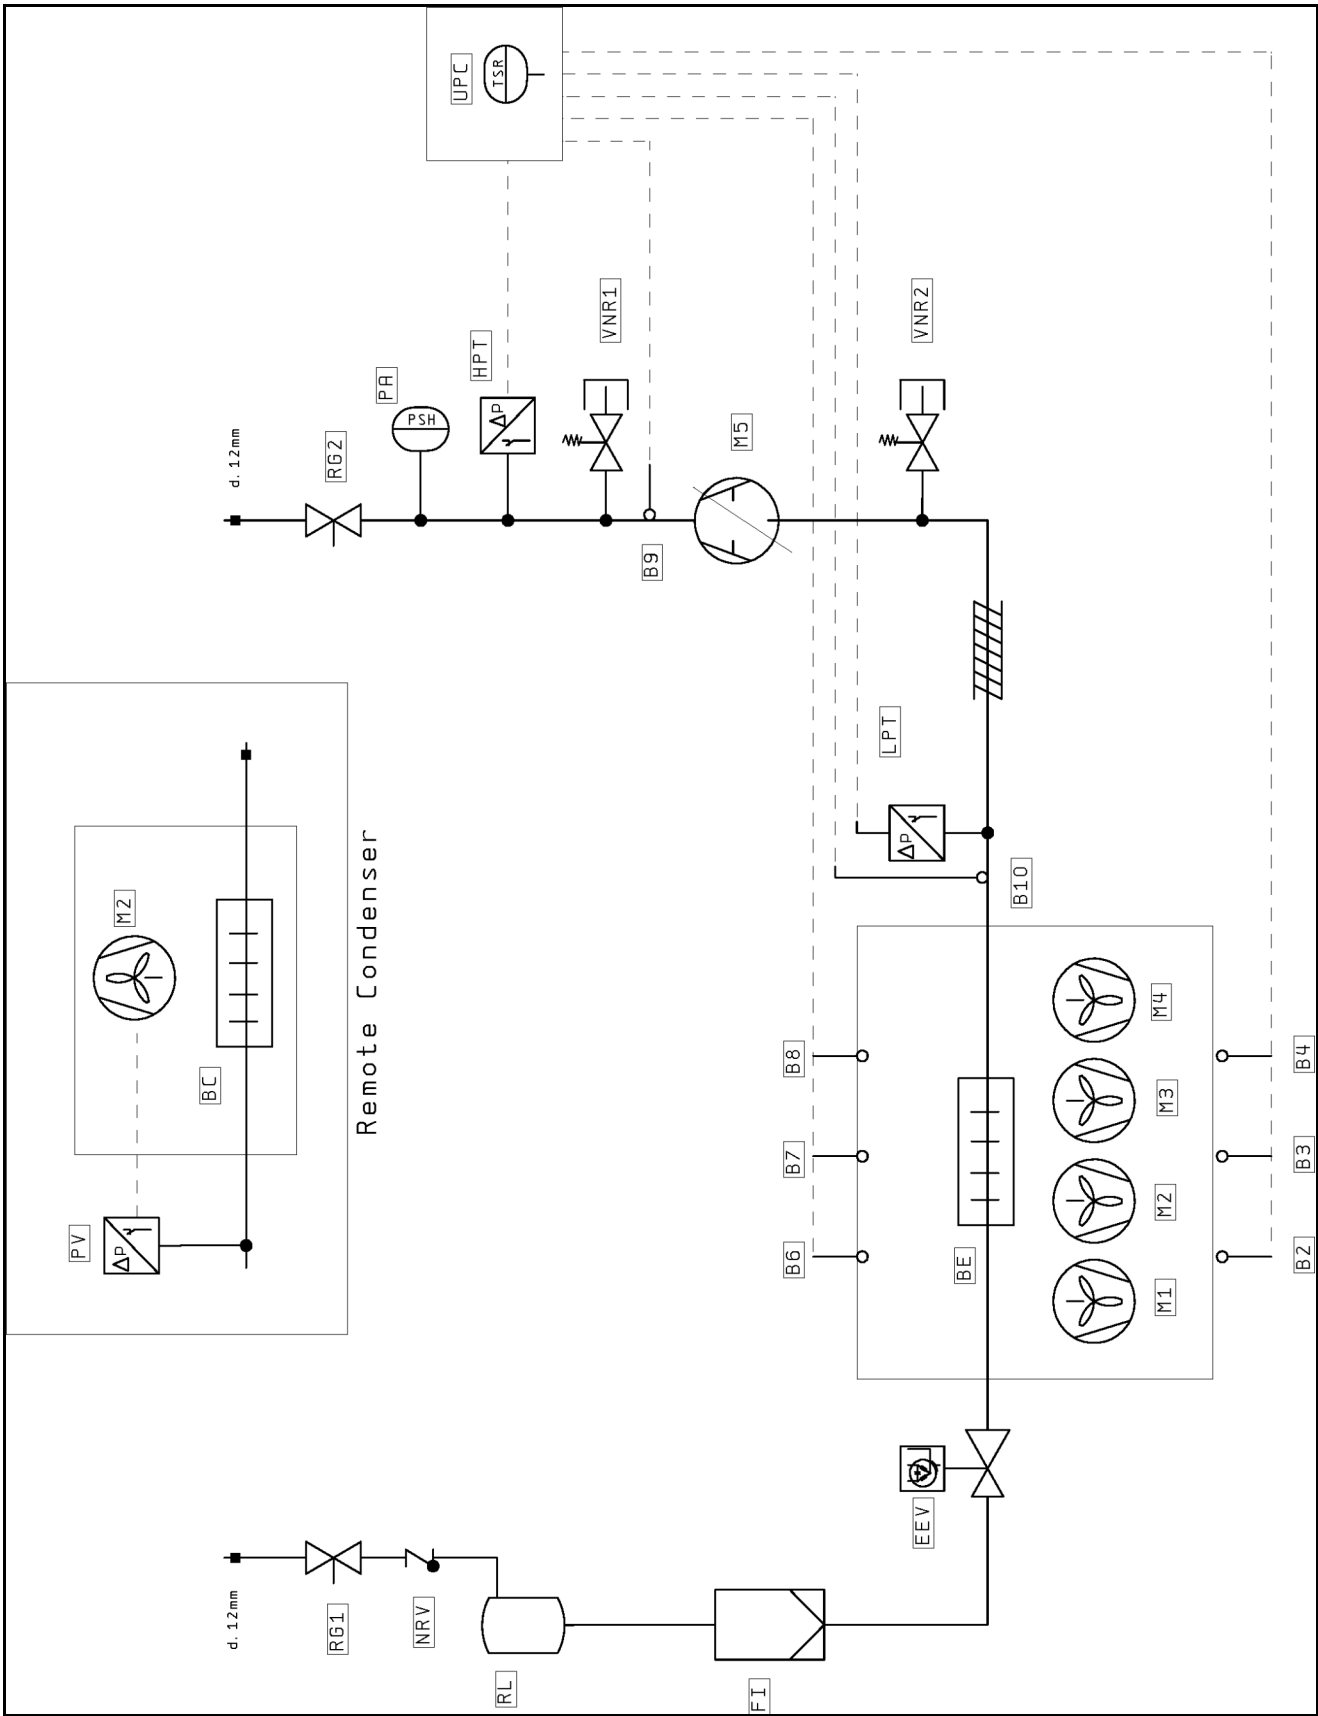 UPC
TSR
VNR1
VNR2
HPT
ΔP
PA
PSH
d.12mm
RG2
M5
B9
LPT
ΔP
B10
M2
BC
PV
ΔP
Remote Condenser
B8
B7
B6
M4
M3
M2
M1
BE
B4
B3
B2
EEV
d.12mm
RG1
NRV
RL
FI